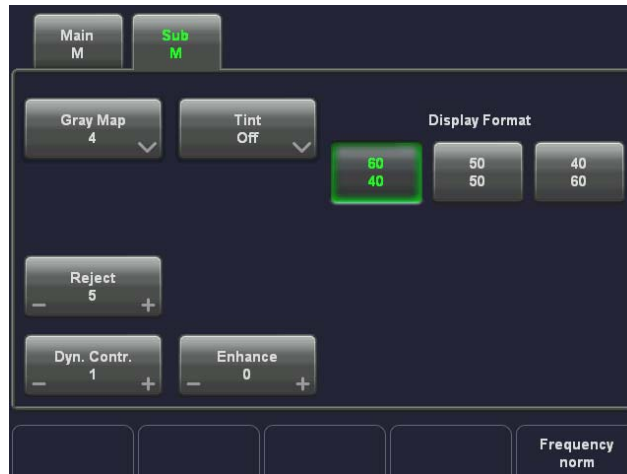 Main
M
Sub
M
Gray Map
4
Tint
Off
Display Format
60
40
50
50
40
60
Reject
5
− +
Dyn. Contr.
1
− +
Enhance
0
− +
Frequency
norm